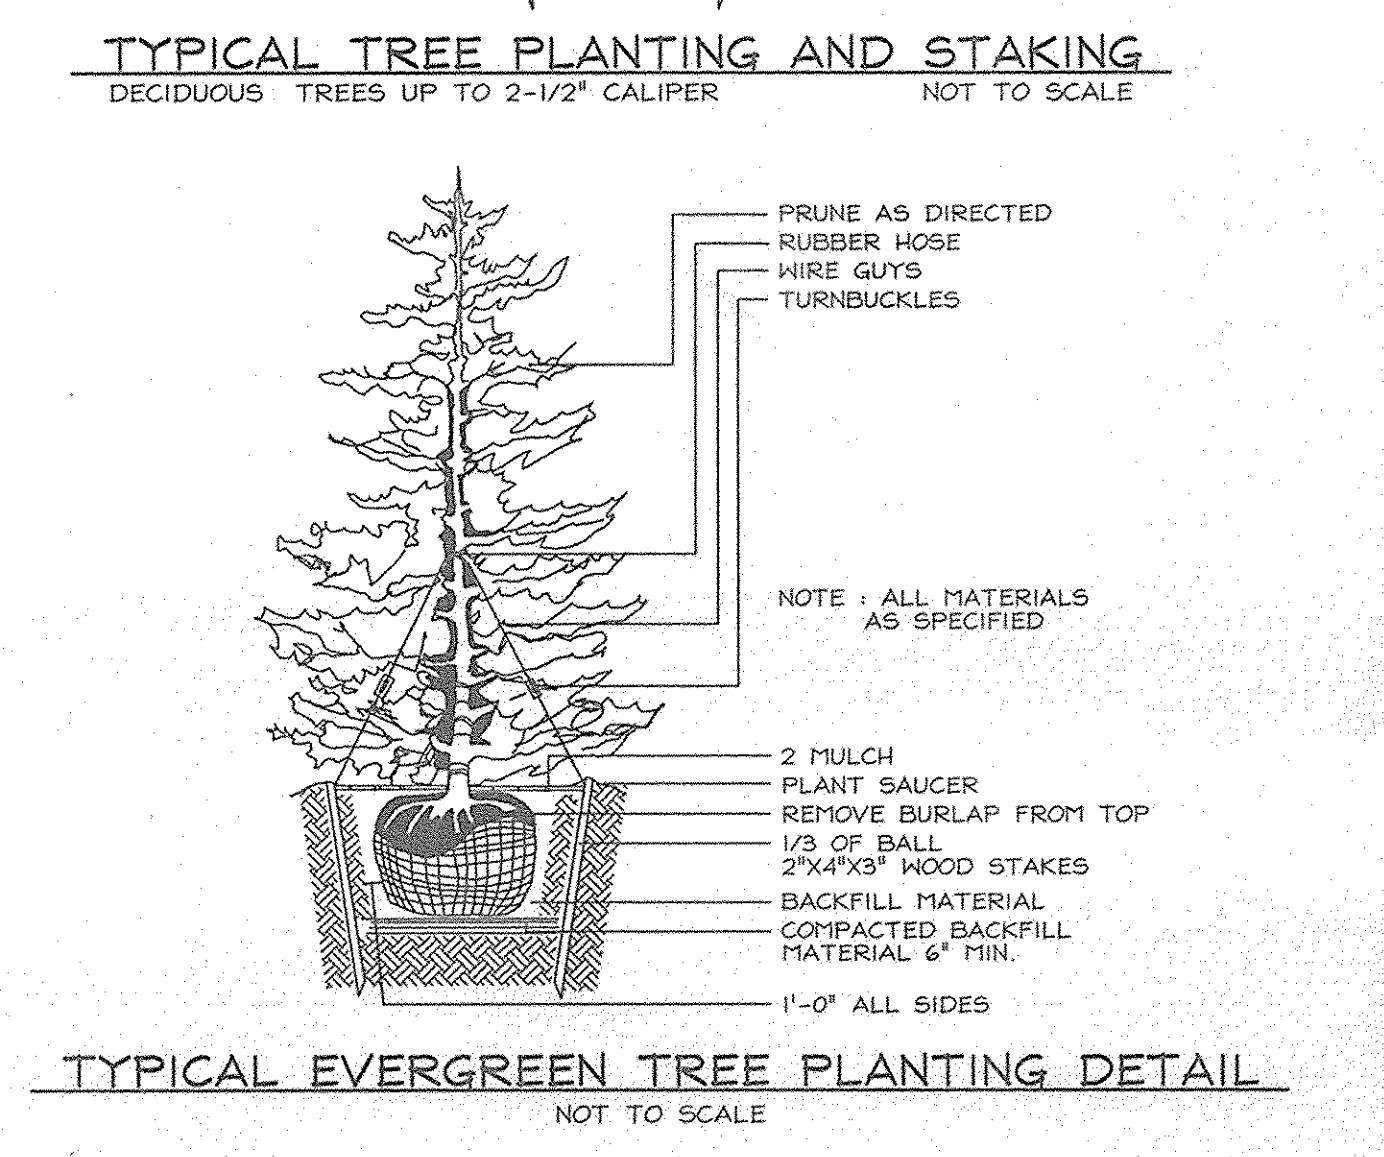 TYPICAL TREE PLANTING AND STAKING
DECIDUOUS TREES UP TO 2-1/2" CALIPER NOT TO SCALE
PRUNE AS DIRECTED
RUBBER HOSE
WIRE GUYS
TURNBUCKLES
NOTE : ALL MATERIALS
AS SPECIFIED
2 MULCH
PLANT SAUCER
REMOVE BURLAP FROM TOP
1/3 OF BALL
2"X4"X3" WOOD STAKES
BACKFILL MATERIAL
COMPACTED BACKFILL
MATERIAL 6" MIN.
1'-0" ALL SIDES
TYPICAL EVERGREEN TREE PLANTING DETAIL
NOT TO SCALE